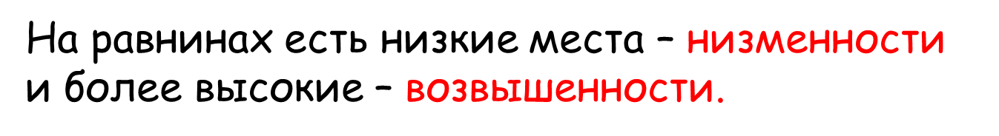 На равнинах есть низкие места – низменности
и более высокие – возвышенности.